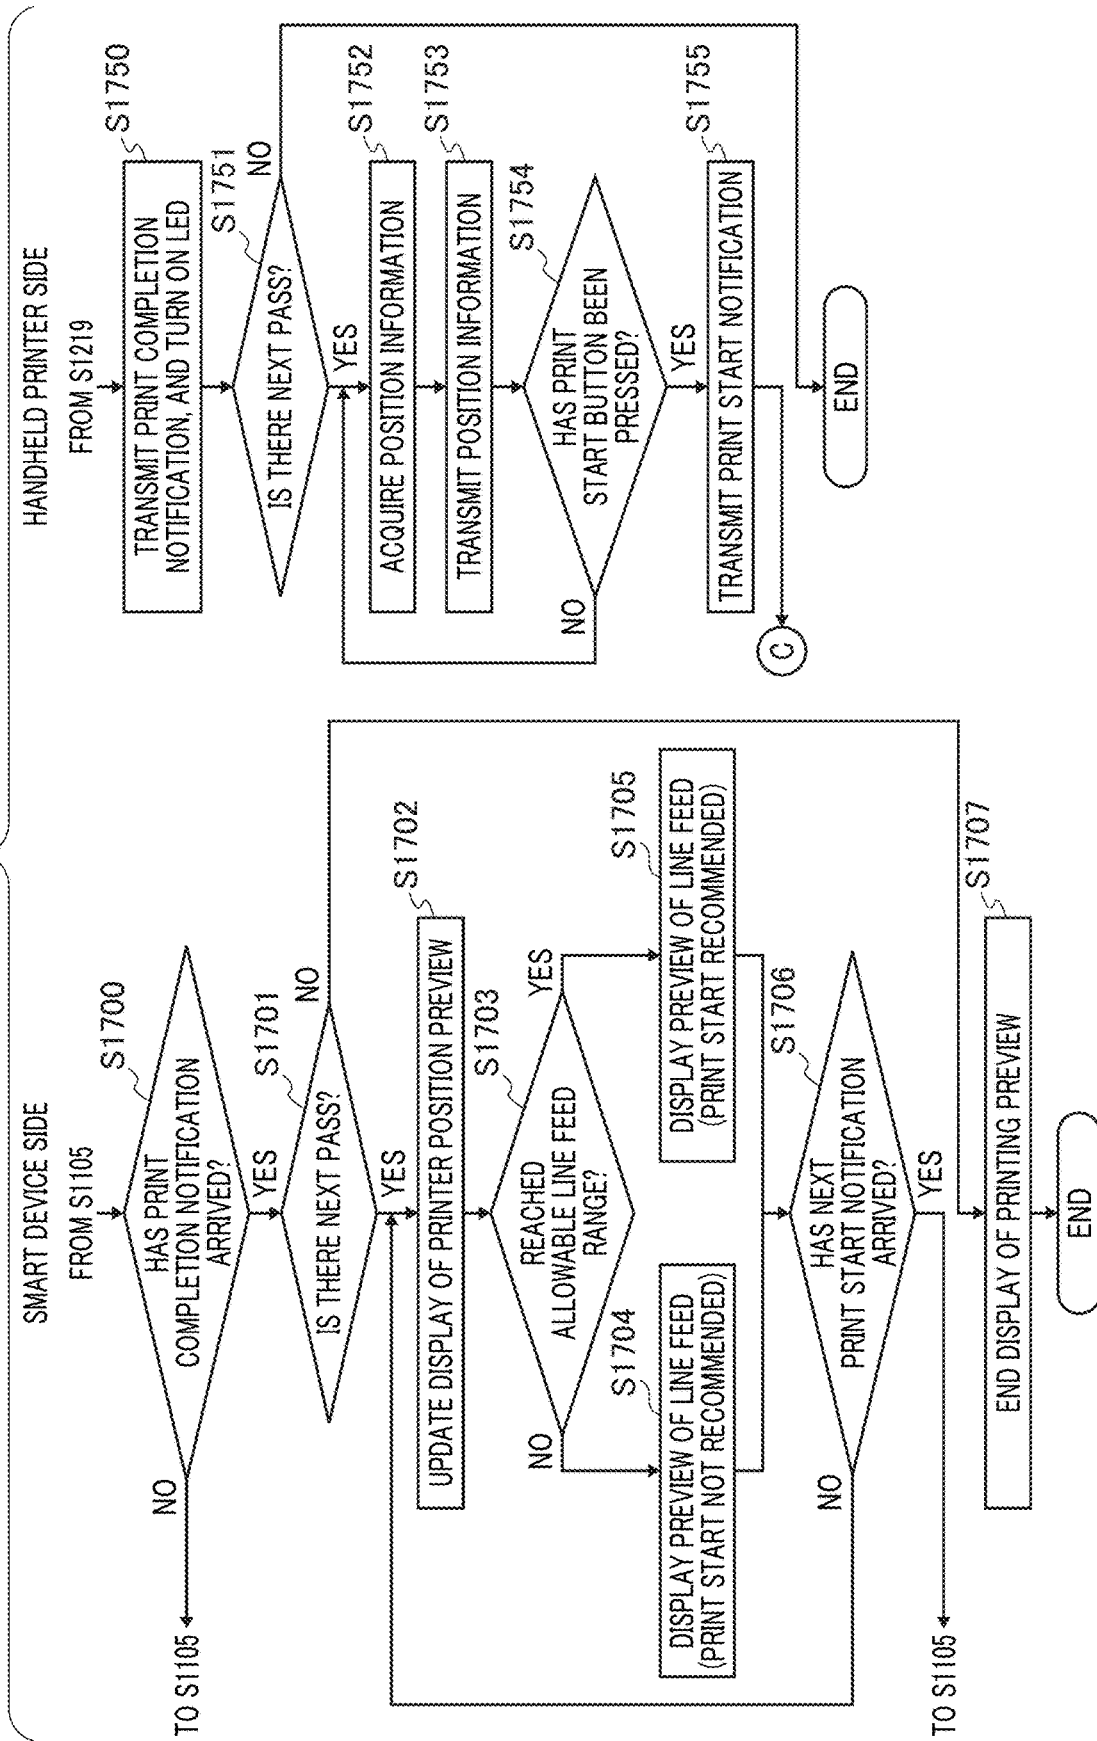 SMART DEVICE SIDE
FROM S1105
S1700
HAS PRINT
COMPLETION NOTIFICATION
ARRIVED?
NO
TO S1105
YES
S1701
IS THERE NEXT PASS?
NO
YES
S1702
UPDATE DISPLAY OF PRINTER POSITION PREVIEW
S1703
REACHED
ALLOWABLE LINE FEED
RANGE?
NO
YES
S1704
DISPLAY PREVIEW OF LINE FEED
(PRINT START NOT RECOMMENDED)
S1705
DISPLAY PREVIEW OF LINE FEED
(PRINT START RECOMMENDED)
S1706
HAS NEXT
PRINT START NOTIFICATION
ARRIVED?
NO
YES
TO S1105
S1707
END DISPLAY OF PRINTING PREVIEW
END
HANDHELD PRINTER SIDE
FROM S1219
S1750
TRANSMIT PRINT COMPLETION
NOTIFICATION, AND TURN ON LED
S1751
IS THERE NEXT PASS?
NO
YES
S1752
ACQUIRE POSITION INFORMATION
S1753
TRANSMIT POSITION INFORMATION
S1754
HAS PRINT
START BUTTON BEEN
PRESSED?
NO
YES
S1755
TRANSMIT PRINT START NOTIFICATION
C
END